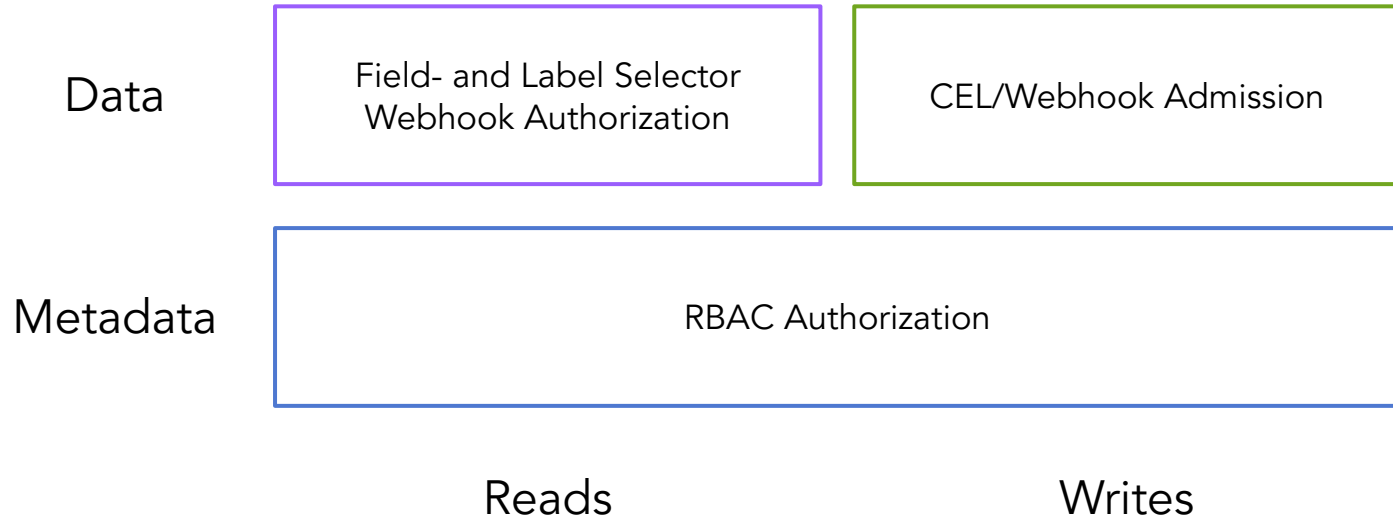 Data
Field- and Label Selector
Webhook Authorization
CEL/Webhook Admission
Metadata
RBAC Authorization
Reads
Writes